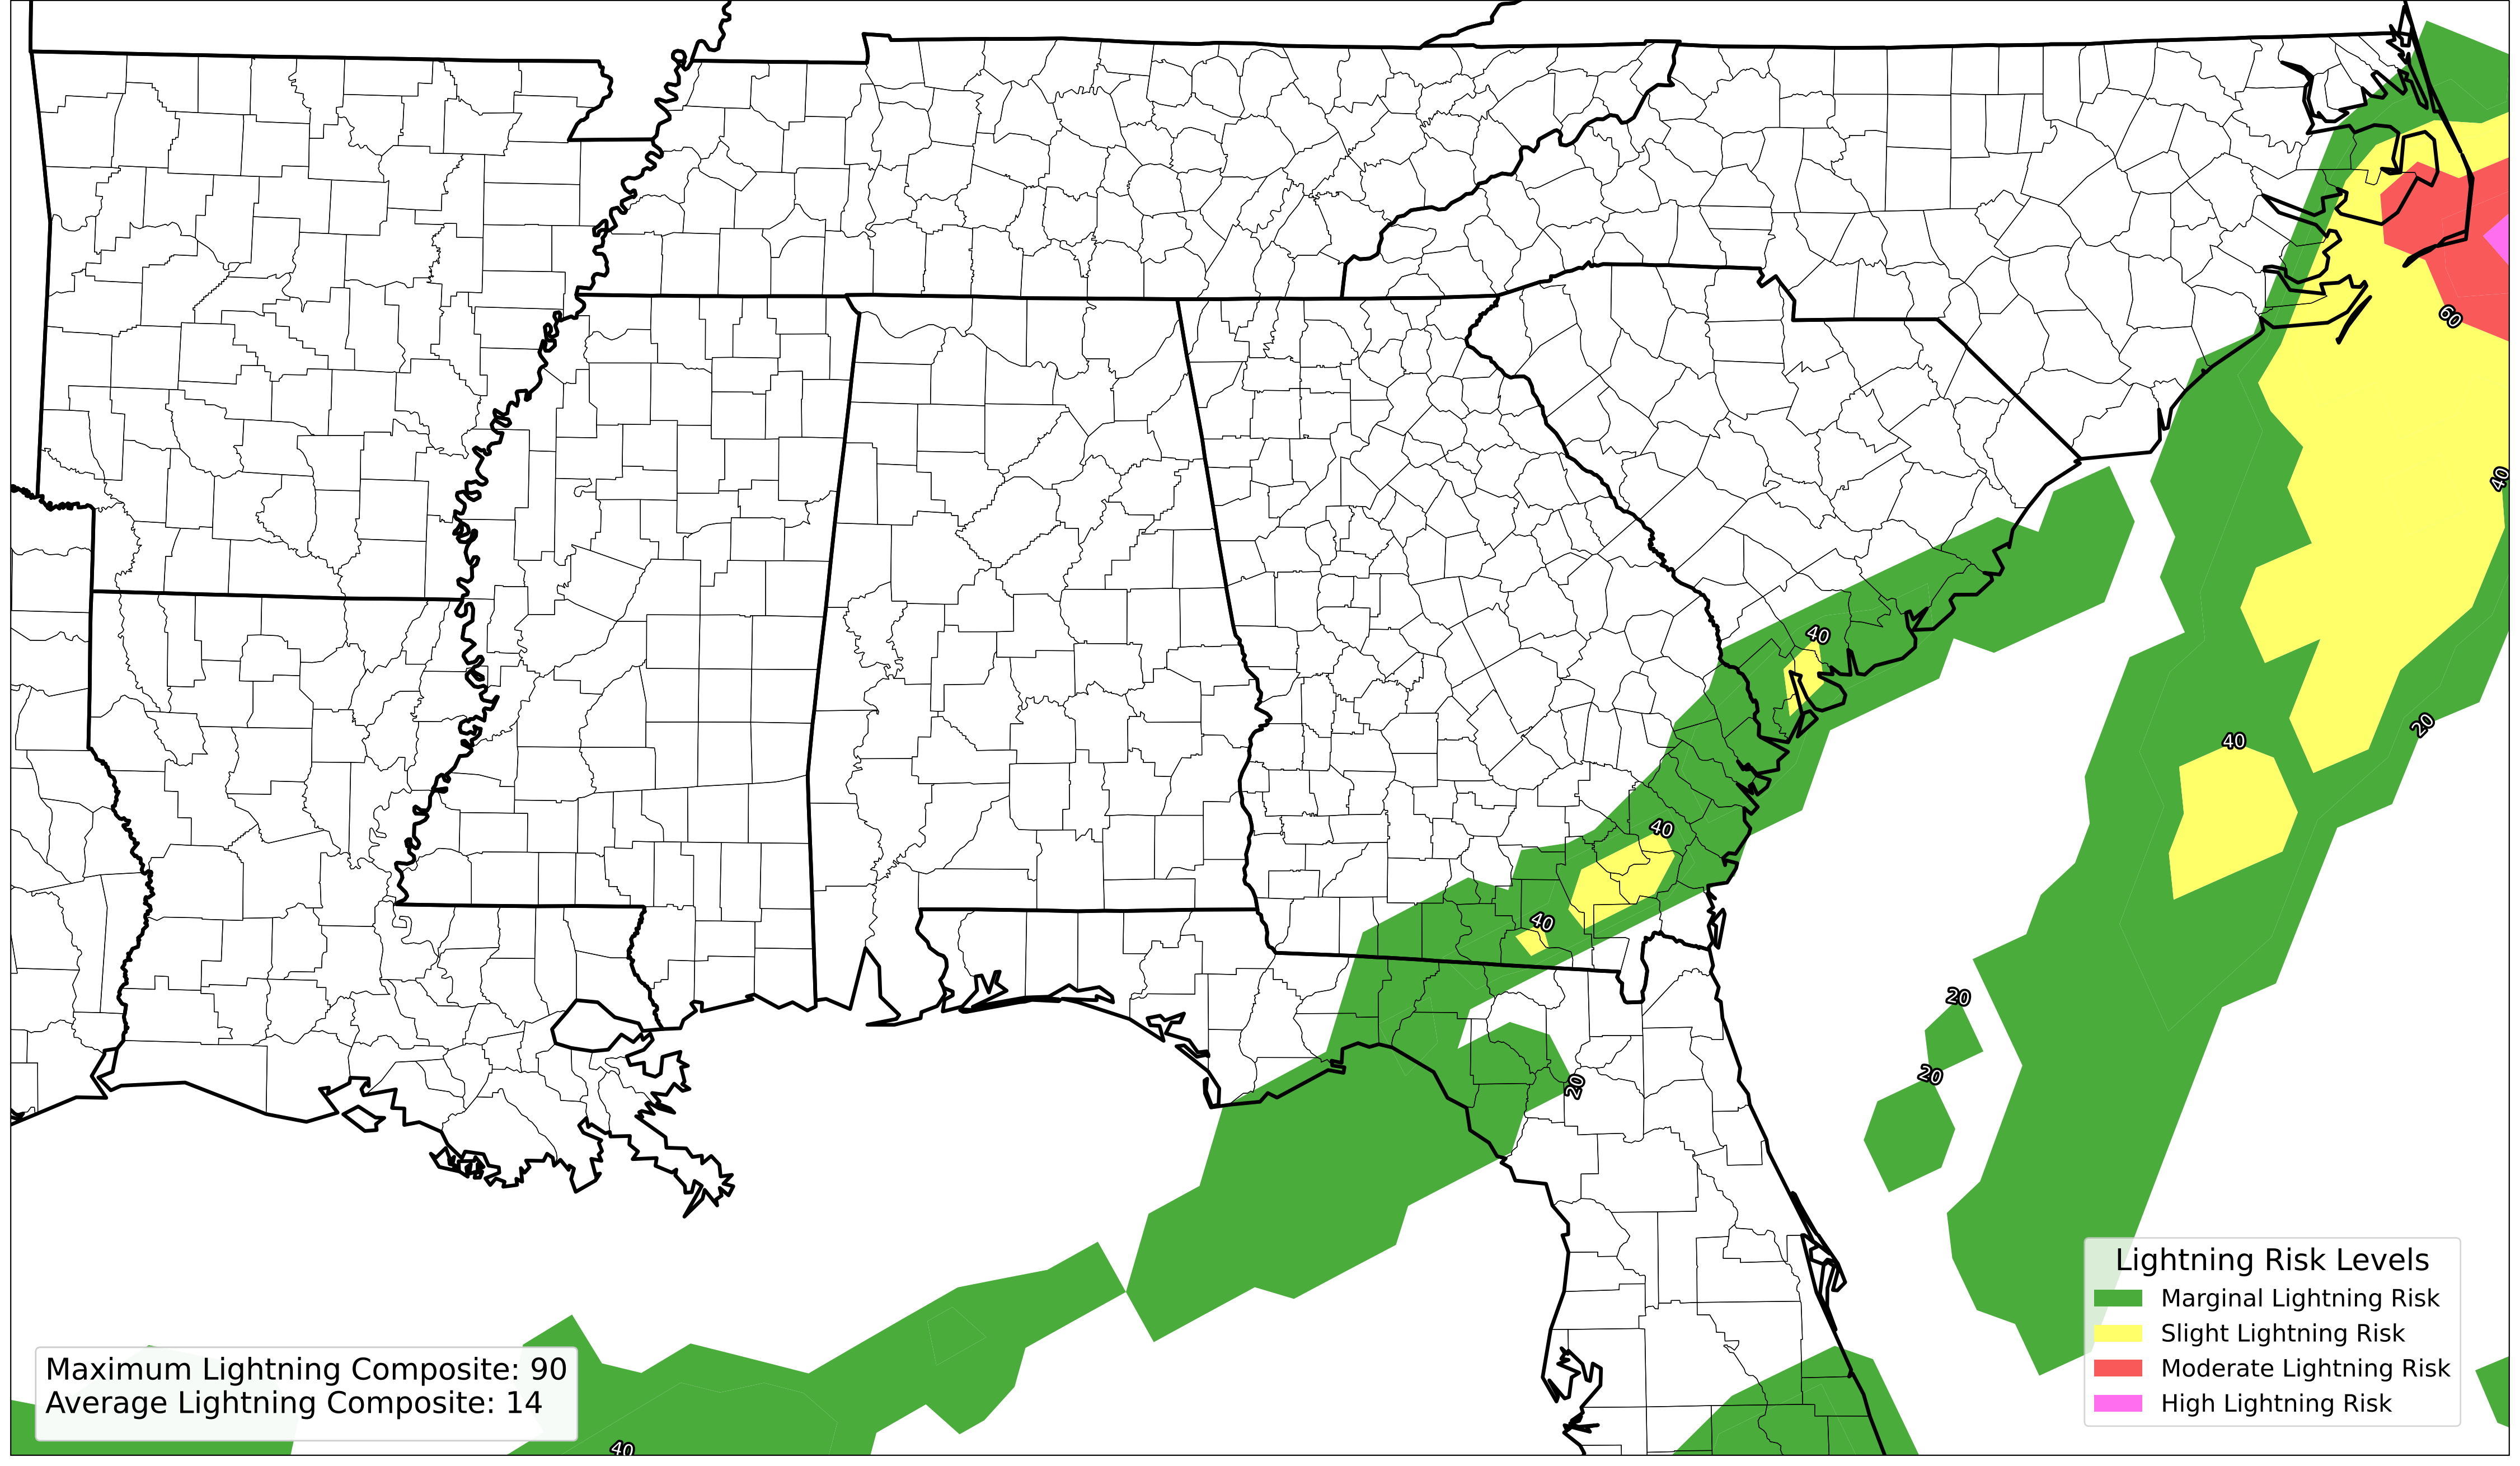 60
40
40
20
40
40
40
20
20
20
Lightning Risk Levels
Marginal Lightning Risk
Slight Lightning Risk
Moderate Lightning Risk
High Lightning Risk
Maximum Lightning Composite: 90
Average Lightning Composite: 14
40